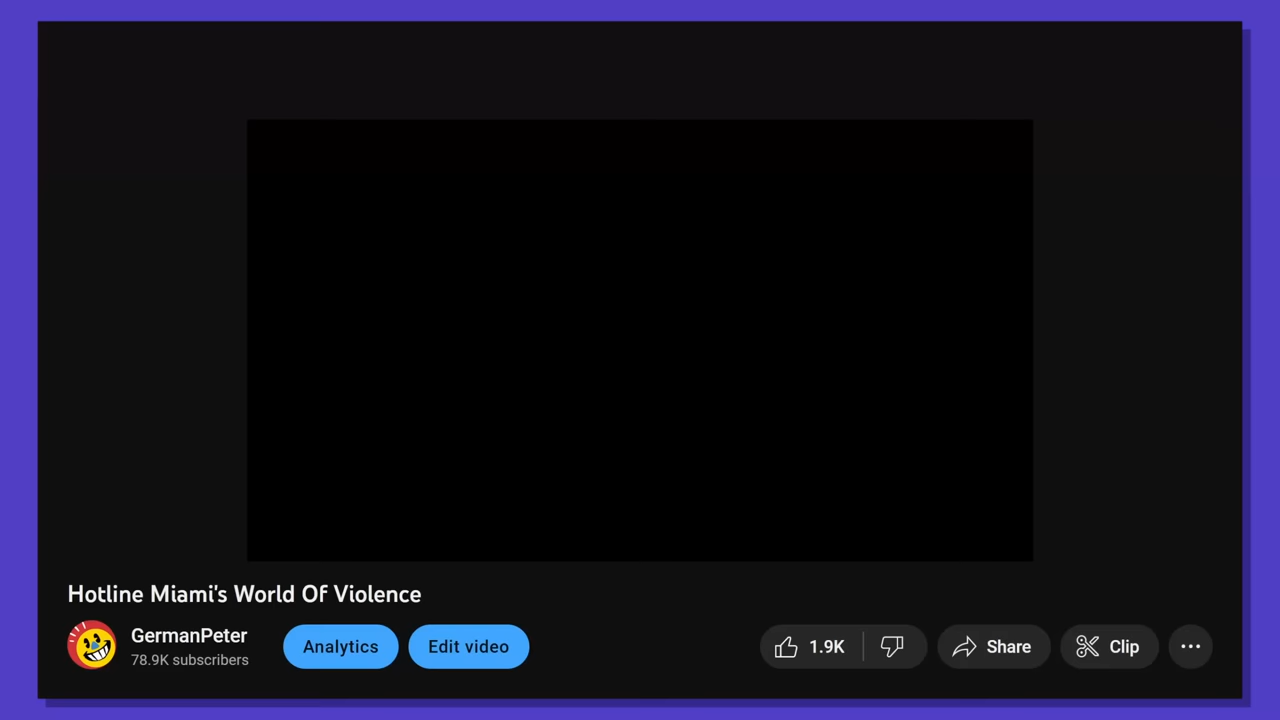 Hotline Miami's World Of Violence
GermanPeter
78.9K subscribers
Analytics
Edit video
1.9K
Share
Clip